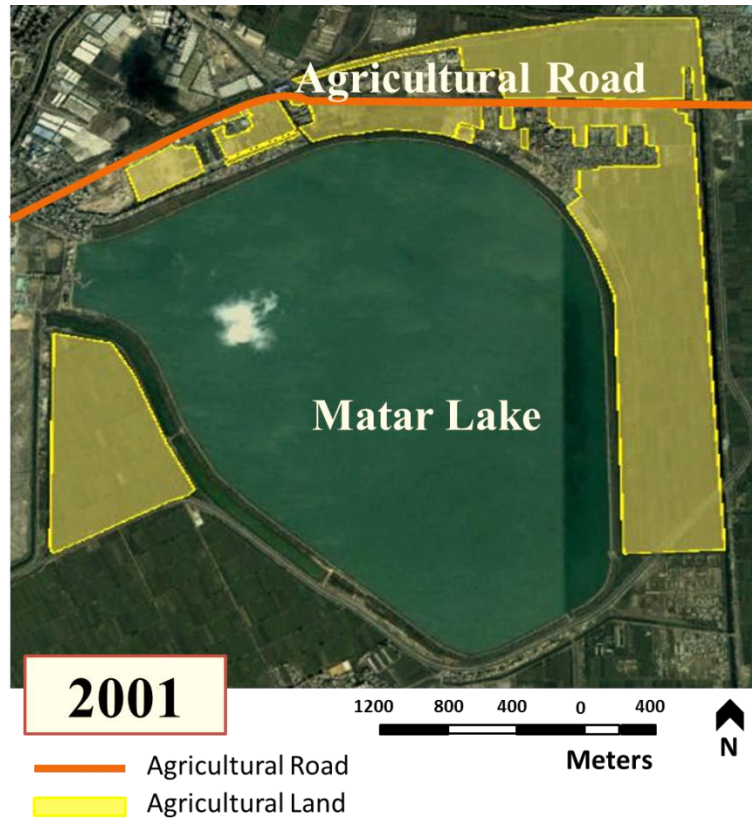 Agricultural Road
Matar Lake
2001
1200 800 400 0 400
Meters
N
Agricultural Road
Agricultural Land